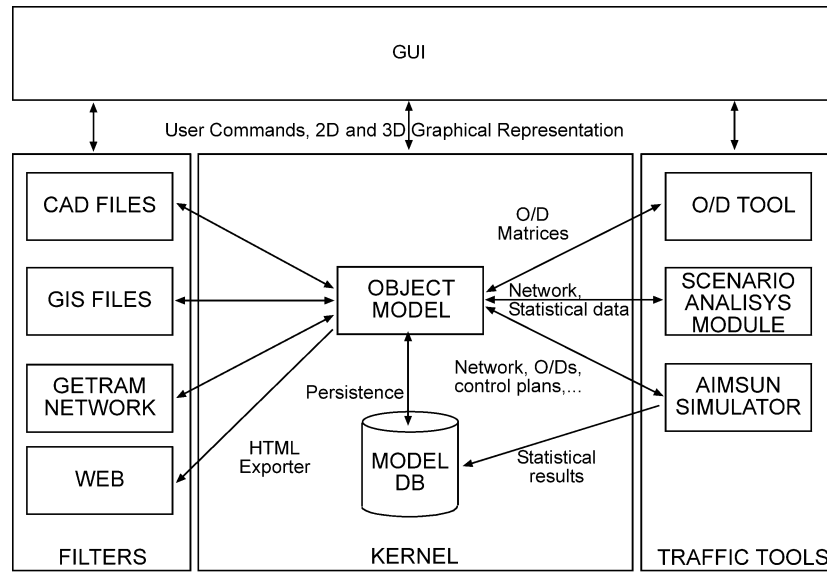 GUI
User Commands, 2D and 3D Graphical Representation
CAD FILES
GIS FILES
GETRAM
NETWORK
WEB
FILTERS
O/D
Matrices
OBJECT
MODEL
Network,
Statistical data
Network, O/Ds,
control plans,...
Persistence
HTML
Exporter
MODEL
DB
Statistical
results
KERNEL
O/D TOOL
SCENARIO
ANALISYS
MODULE
AIMSUN
SIMULATOR
TRAFFIC TOOLS